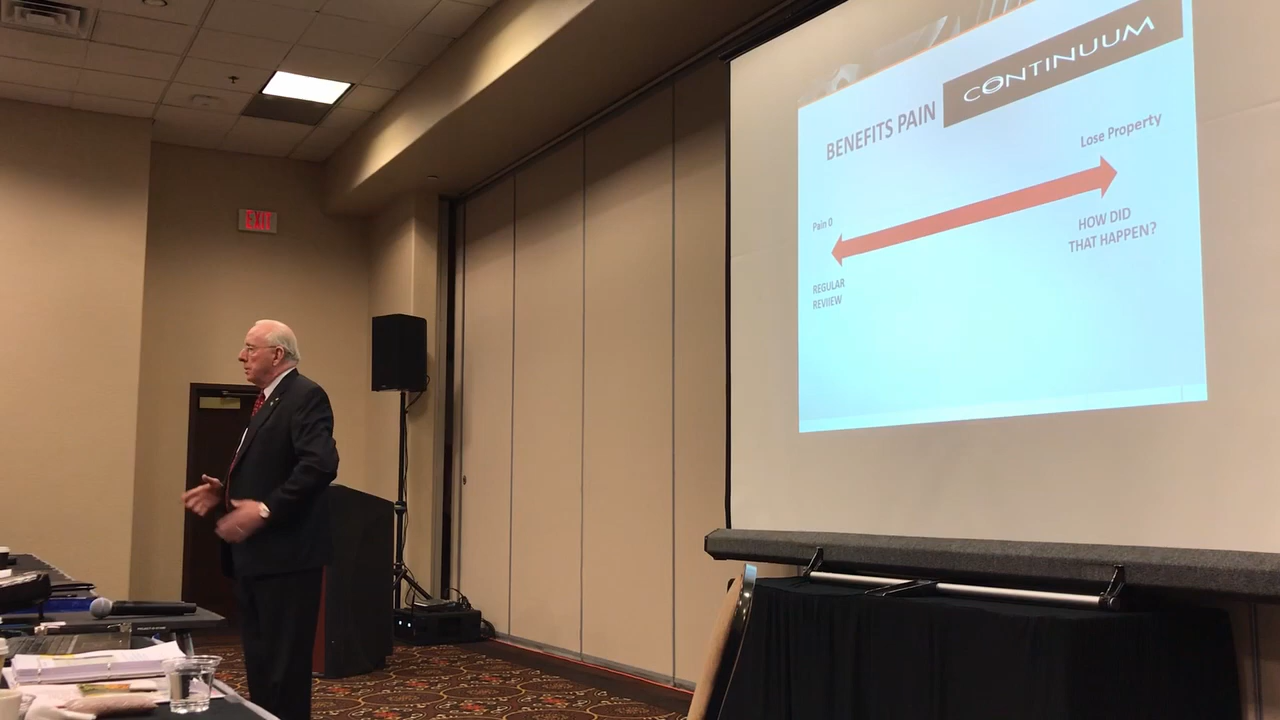 EXIT
BENEFITS PAIN CONTINUUM
Lose Property
Pain 0
HOW DID
THAT HAPPEN?
REGULAR
REVIIEW